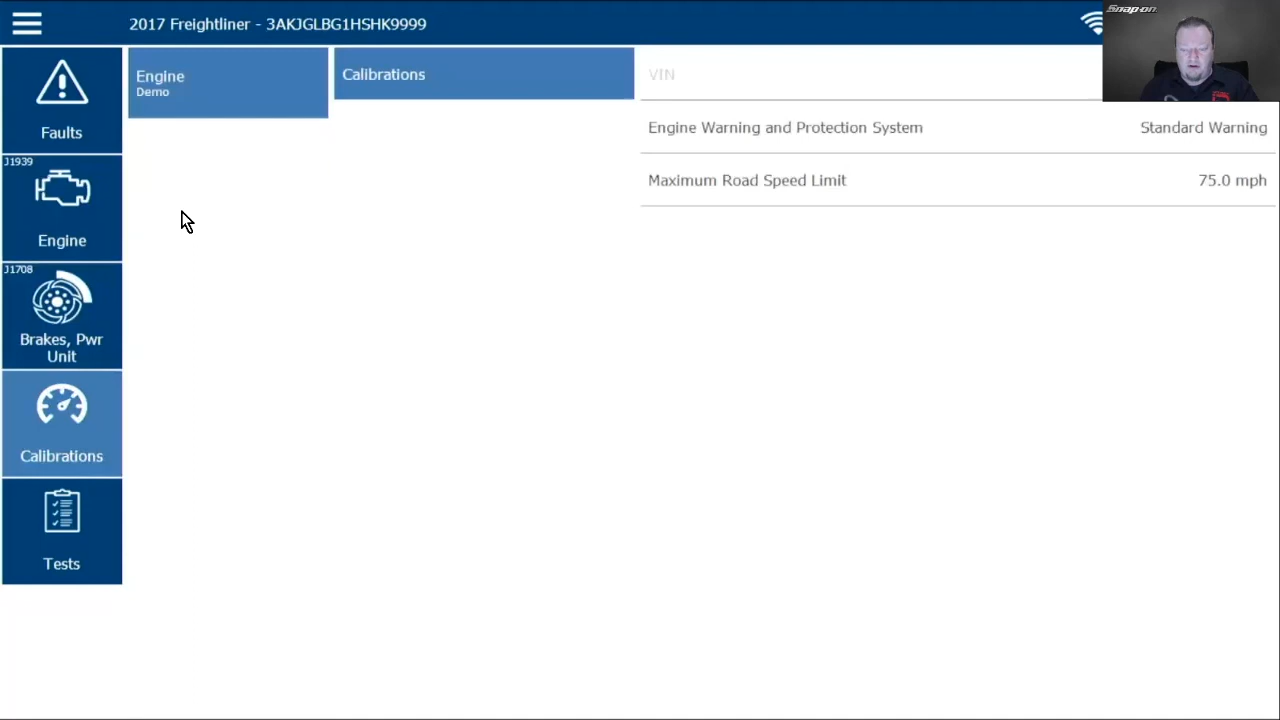 2017 Freightliner - 3AKJGLBG1HSHK9999
Snap-on
Faults
J1939
Engine
J1708
Brakes, Pwr
Unit
Calibrations
Tests
Engine
Demo
Calibrations
VIN
Engine Warning and Protection System Standard Warning
Maximum Road Speed Limit 75.0 mph